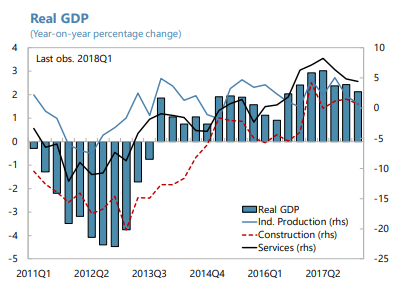 Real GDP
(Year-on-year percentage change)
Last obs. 2018Q1
4
3
2
1
0
-1
-2
-3
-4
-5
10
5
0
-5
-10
-15
-20
-25
Real GDP
Ind. Production (rhs)
Construction (rhs)
Services (rhs)
2011Q1 2012Q2 2013Q3 2014Q4 2016Q1 2017Q2